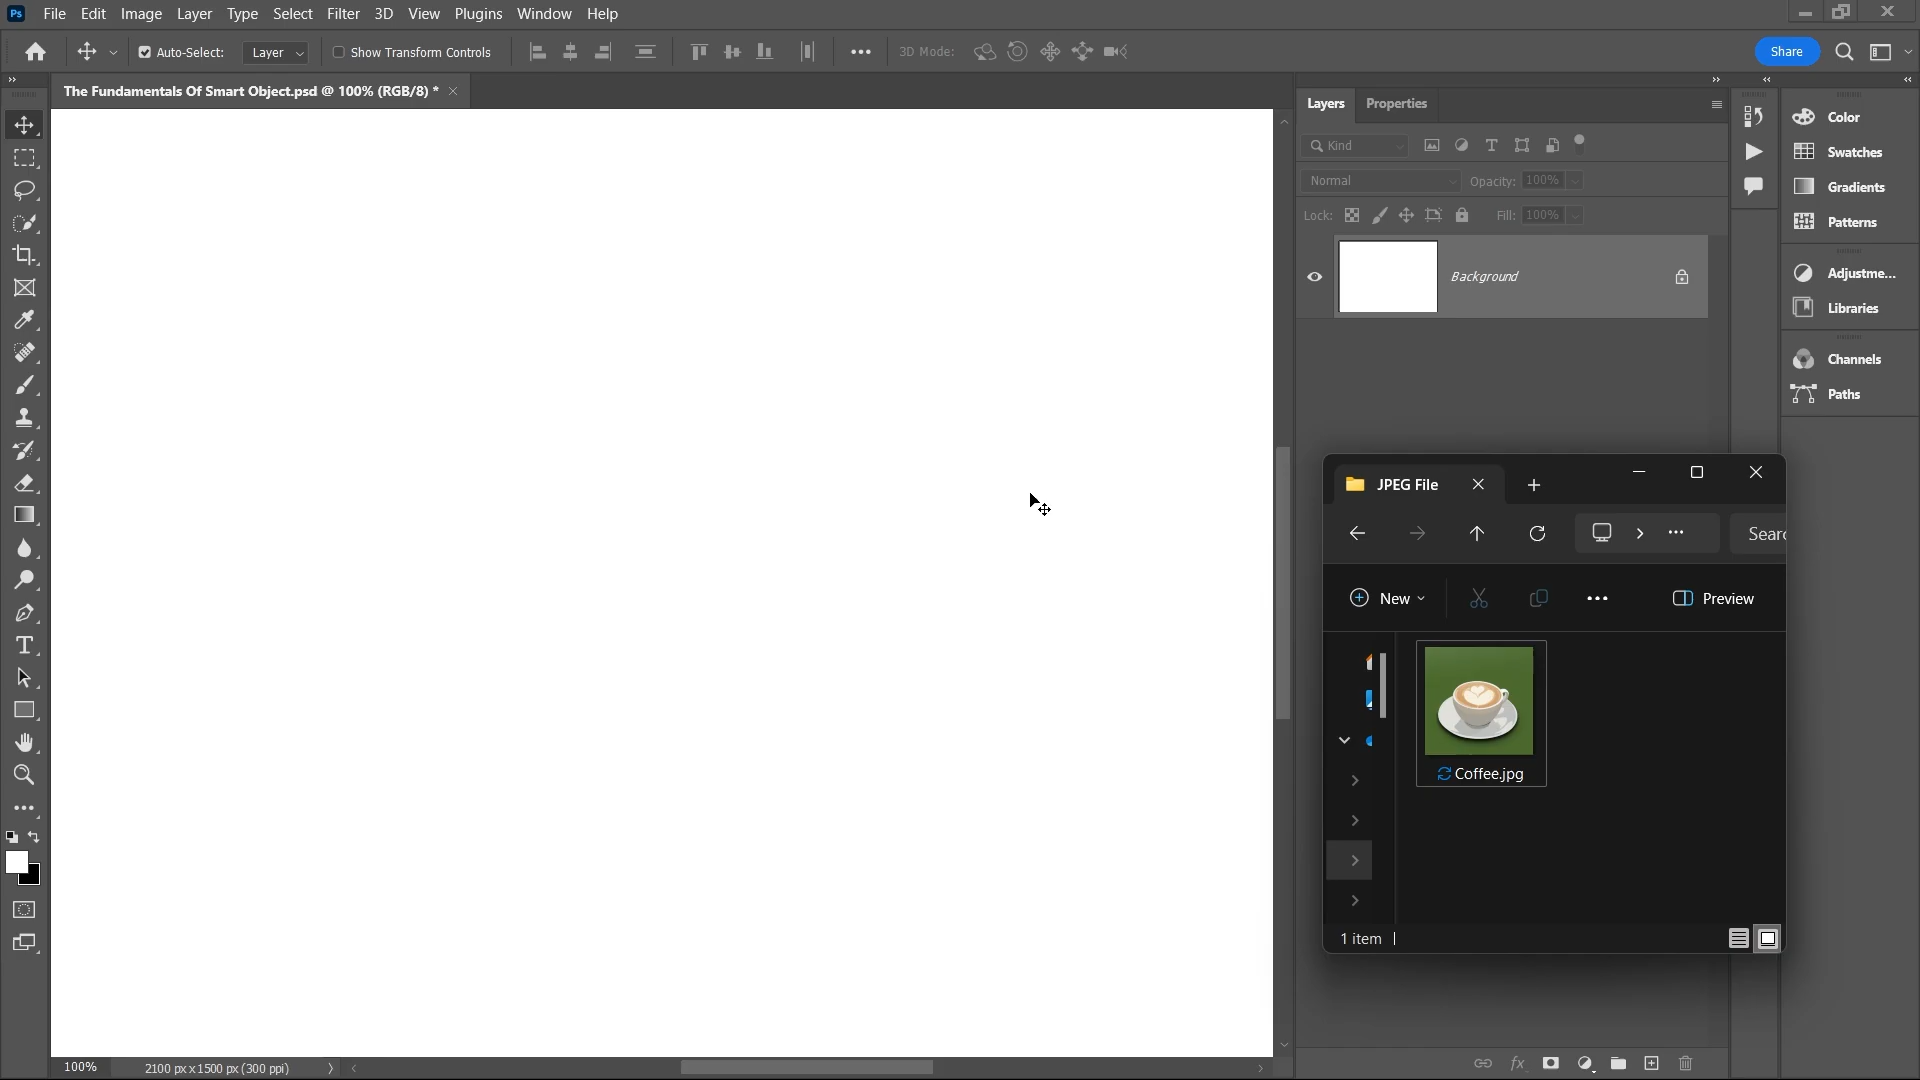 Ps File Edit Image Layer Type Select Filter 3D View Plugins Window Help
Auto-Select: Layer Show Transform Controls 3D Mode: Share
The Fundamentals Of Smart Object.psd @ 100% (RGB/8) *
Layers Properties
Kind
Normal Opacity: 100%
Lock: Fill: 100%
Background
Color
Swatches
Gradients
Patterns
Adjustme...
Libraries
Channels
Paths
JPEG File
Searc
New Preview
Coffee.jpg
1 item
100% 2100 px x 1500 px (300 ppi)